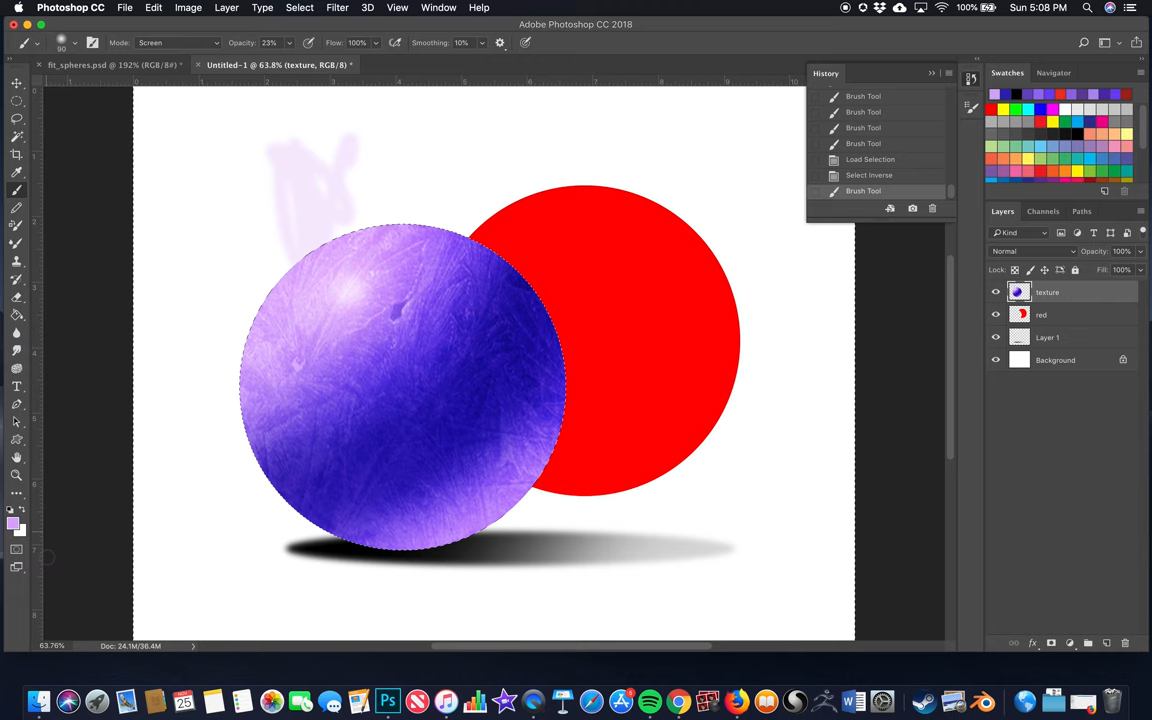 Photoshop CC File Edit Image Layer Type Select Filter 3D View Window Help 100% Sun 5:08 PM
Adobe Photoshop CC 2018
90 Mode: Screen Opacity: 23% Flow: 100% Smoothing: 10%
fit_spheres.psd @ 192% (RGB/8#) * Untitled-1 @ 63.8% (texture, RGB/8) *
History
Swatches Navigator
Brush Tool
Brush Tool
Brush Tool
Brush Tool
Load Selection
Select Inverse
Brush Tool
Layers Channels Paths
Kind
Normal Opacity: 100%
Lock: Fill: 100%
texture
red
Layer 1
Background
63.76% Doc: 24.1M/36.4M